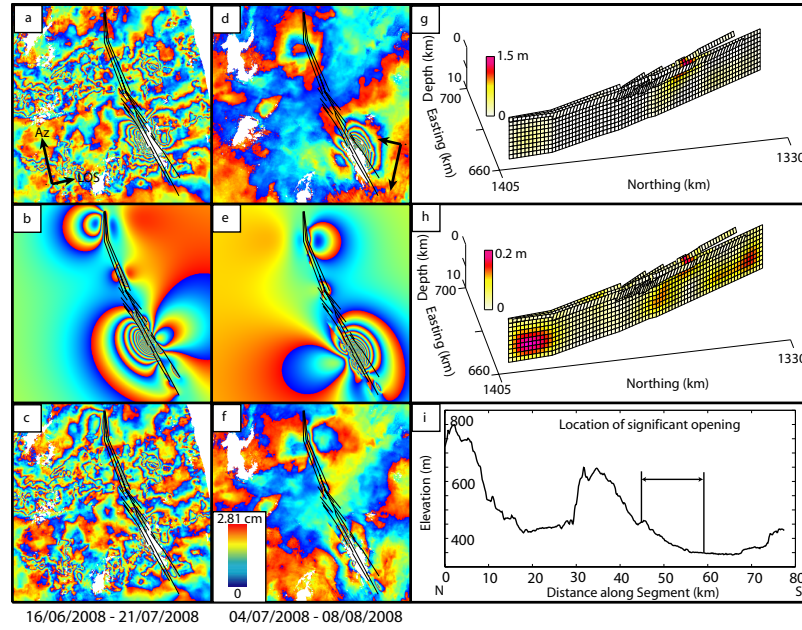 a
Az
LOS
b
c
16/06/2008 - 21/07/2008
d
e
f
2.81 cm
0
04/07/2008 - 08/08/2008
g
1.5 m
0
0
10
Depth (km)
700
Easting (km)
660
1405
Northing (km)
1330
h
0.2 m
0
0
10
Depth (km)
700
Easting (km)
660
1405
Northing (km)
1330
i
Location of significant opening
800
600
400
Elevation (m)
0 10 20 30 40 50 60 70 80
N Distance along Segment (km) S